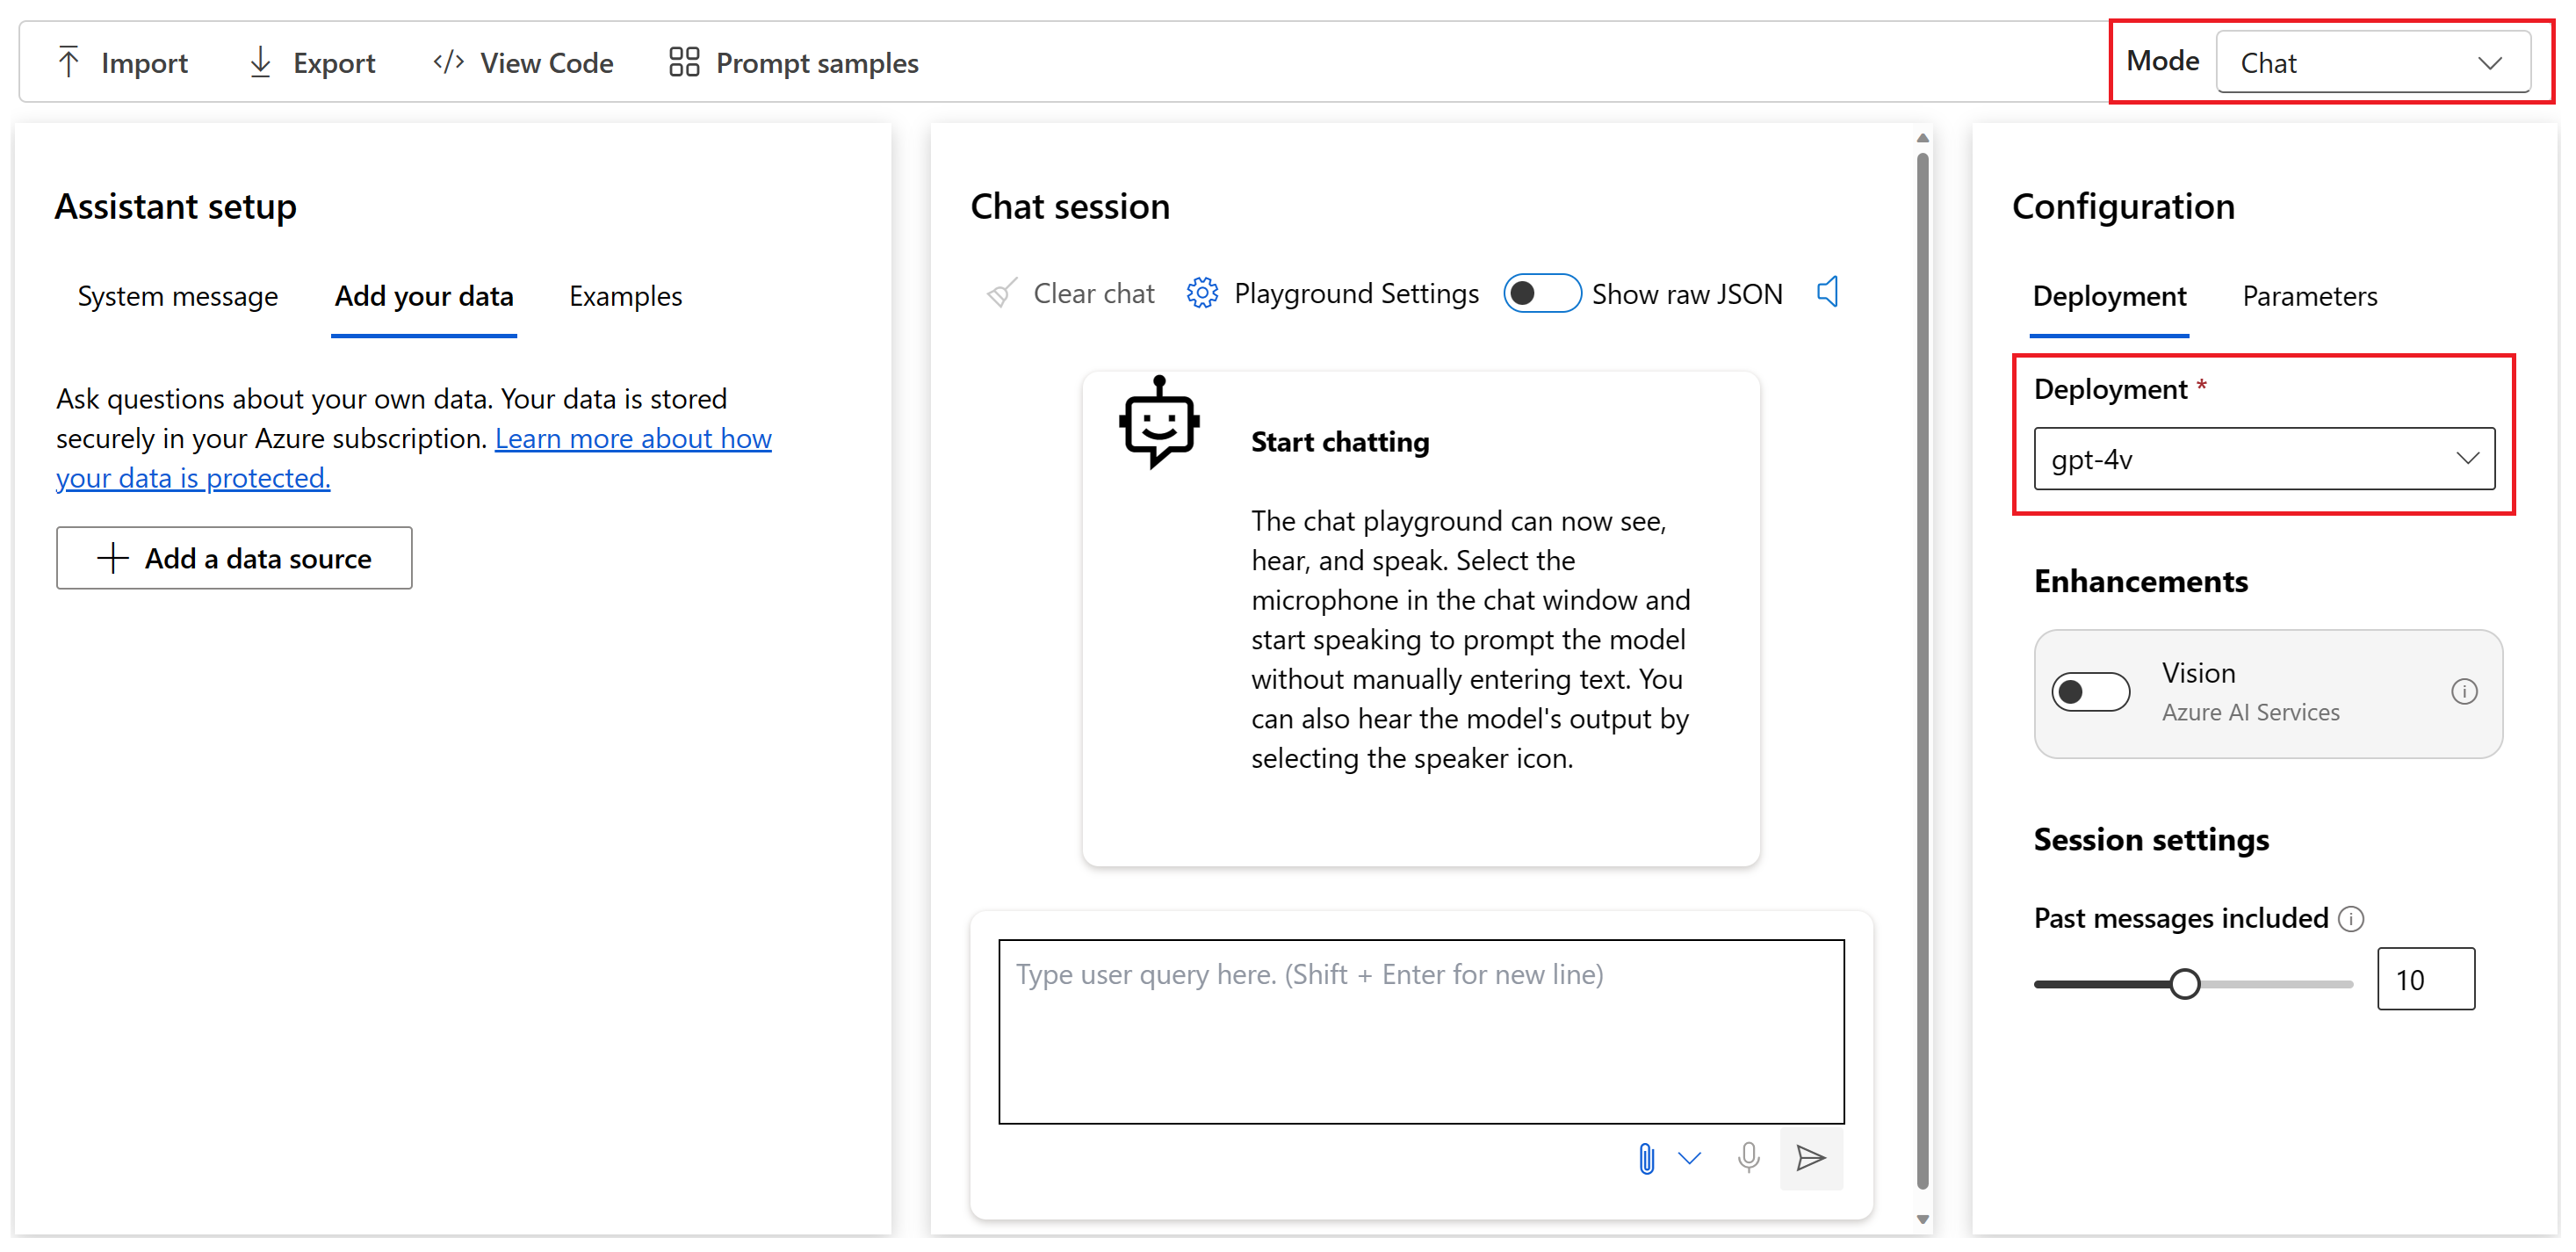 Import Export </> View Code Prompt samples Mode Chat
Assistant setup
System message Add your data Examples
Ask questions about your own data. Your data is stored
securely in your Azure subscription. Learn more about how
your data is protected.
Add a data source
Chat session
Clear chat Playground Settings Show raw JSON
Start chatting
The chat playground can now see,
hear, and speak. Select the
microphone in the chat window and
start speaking to prompt the model
without manually entering text. You
can also hear the model's output by
selecting the speaker icon.
Type user query here. (Shift + Enter for new line)
Configuration
Deployment Parameters
Deployment *
gpt-4v
Enhancements
Vision
Azure AI Services
Session settings
Past messages included
10